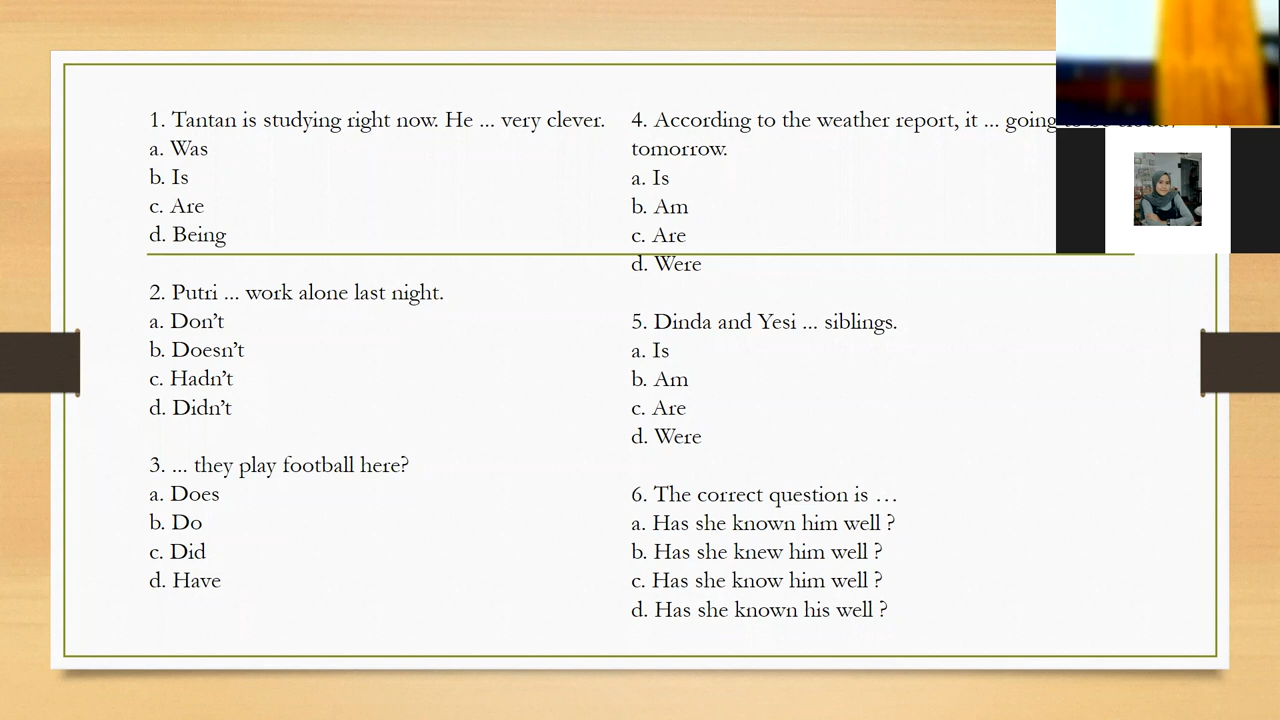 1. Tantan is studying right now. He ... very clever.
a. Was
b. Is
c. Are
d. Being
2. Putri ... work alone last night.
a. Don't
b. Doesn't
c. Hadn't
d. Didn't
3. ... they play football here?
a. Does
b. Do
c. Did
d. Have
4. According to the weather report, it ... going
tomorrow.
a. Is
b. Am
c. Are
d. Were
5. Dinda and Yesi ... siblings.
a. Is
b. Am
c. Are
d. Were
6. The correct question is …
a. Has she known him well ?
b. Has she knew him well ?
c. Has she know him well ?
d. Has she known his well ?